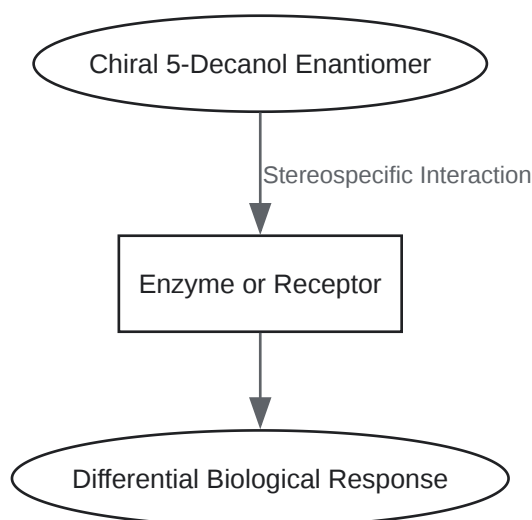 Chiral 5-Decanol Enantiomer
Stereospecific Interaction
Enzyme or Receptor
Differential Biological Response